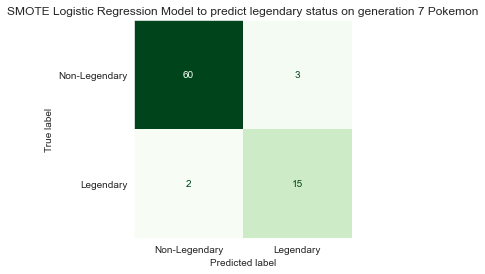 SMOTE Logistic Regression Model to predict legendary status on generation 7 Pokemon
Non-Legendary
60
3
True label
Legendary
2
15
Non-Legendary
Legendary
Predicted label